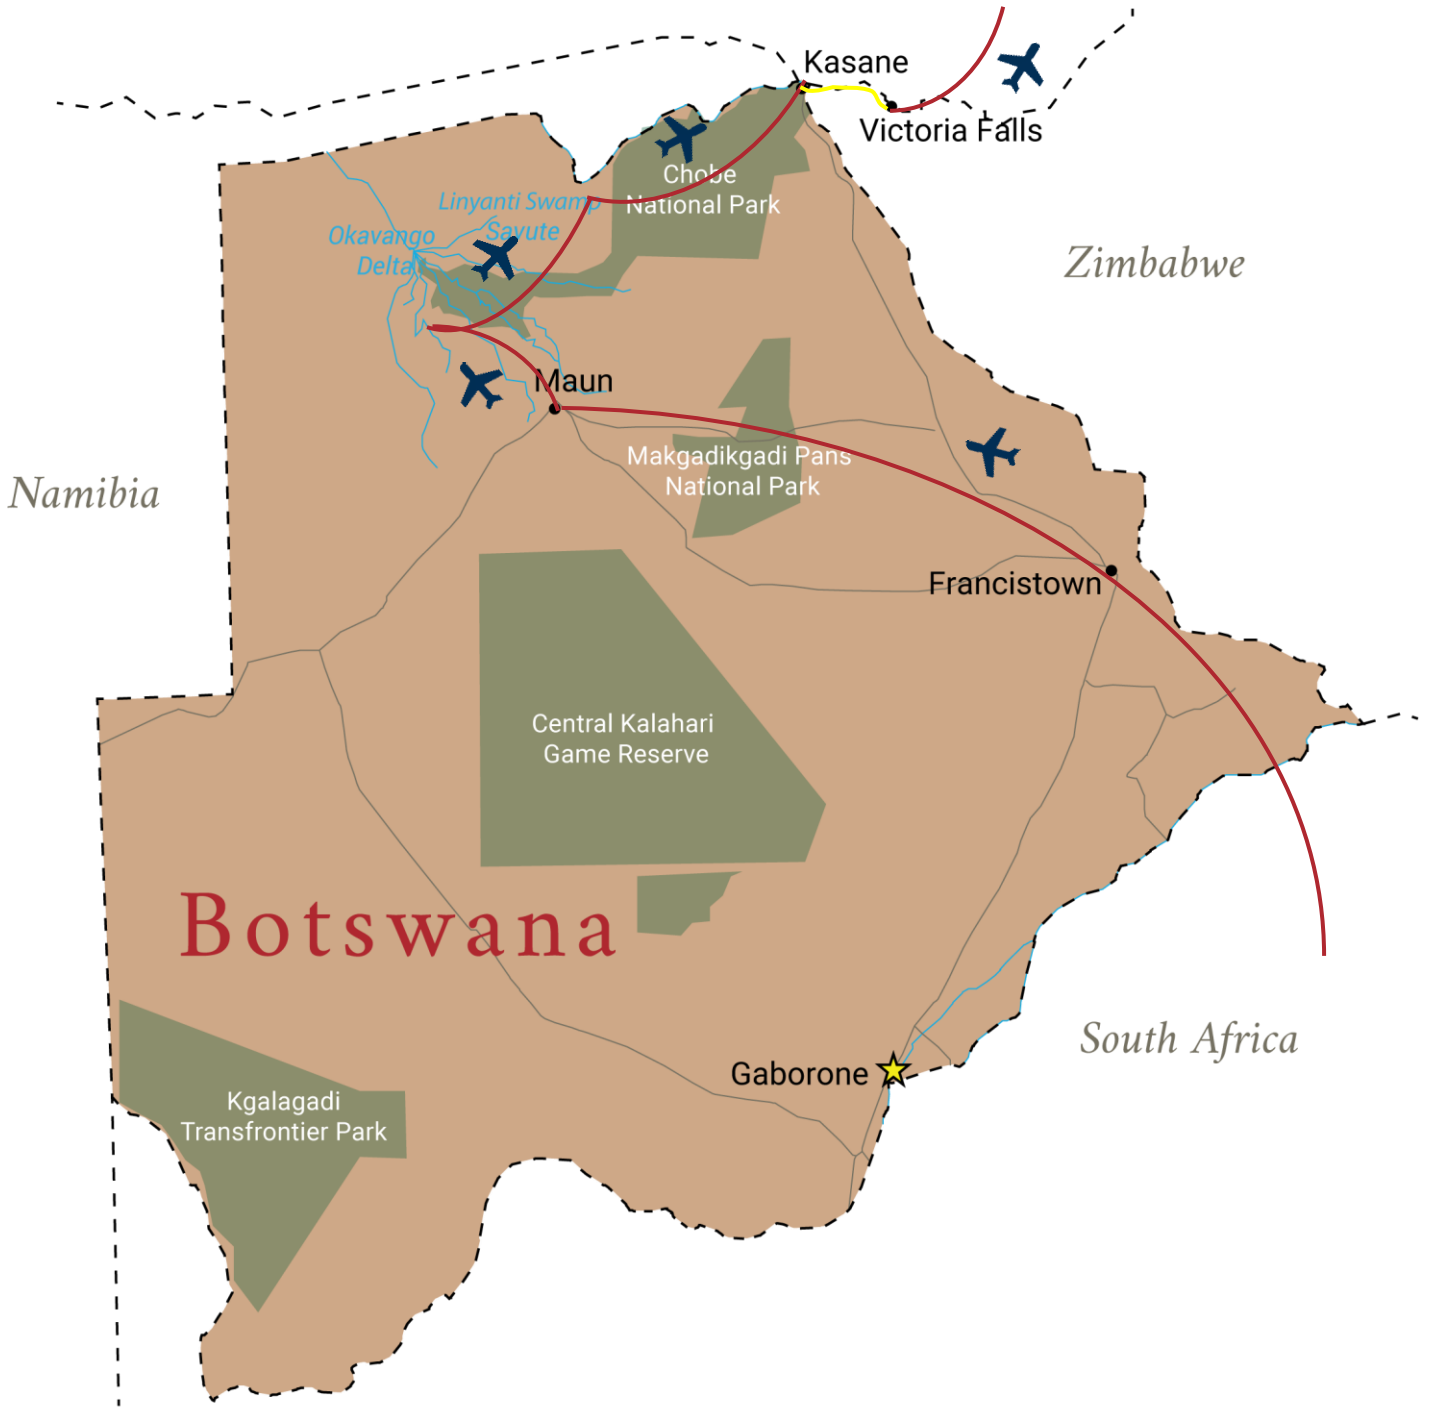 Kasane
Victoria Falls
Chobe
National Park
Linyanti Swamp
Savute
Okavango
Delta
Zimbabwe
Maun
Makgadikgadi Pans
National Park
Namibia
Francistown
Central Kalahari
Game Reserve
Botswana
South Africa
Gaborone
Kgalagadi
Transfrontier Park